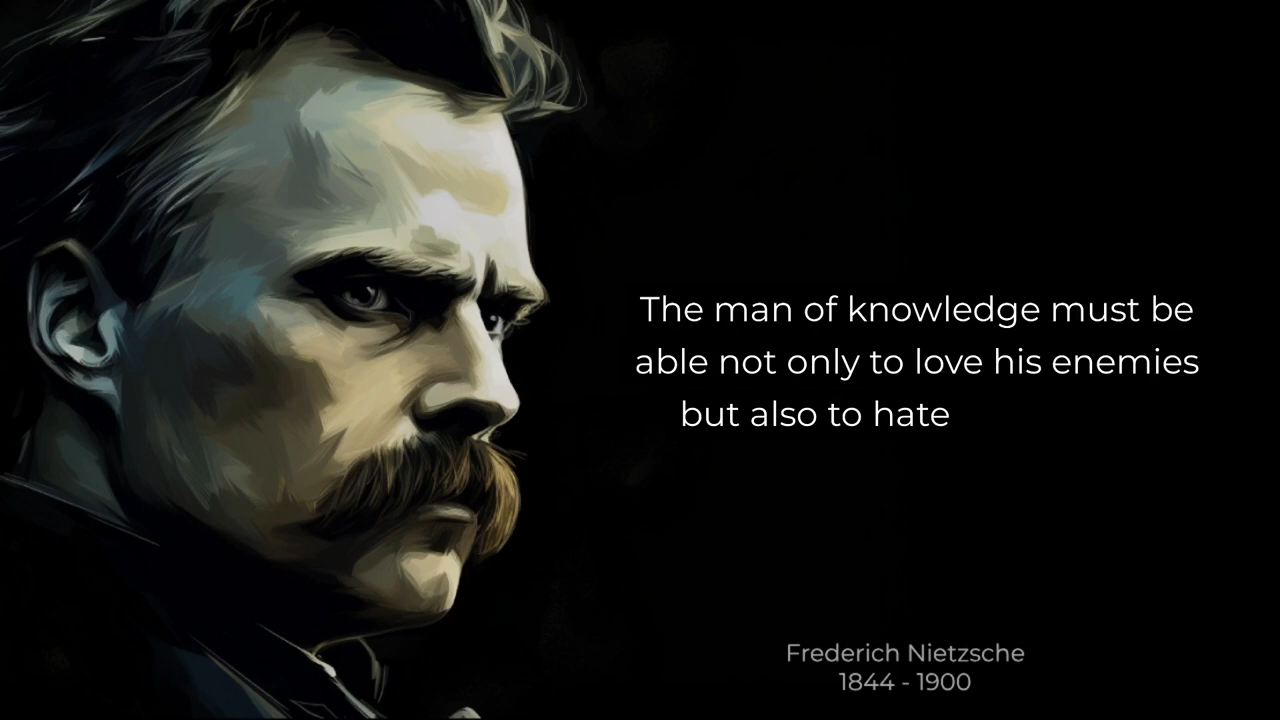 The man of knowledge must be
able not only to love his enemies
but also to hate
Frederich Nietzsche
1844 - 1900